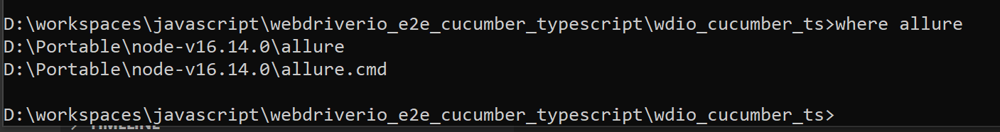 D:\workspaces\javascript\webdriverio_e2e_cucumber_typescript\wdio_cucumber_ts>where allure
D:\Portable\node-v16.14.0\allure
D:\Portable\node-v16.14.0\allure.cmd
D:\workspaces\javascript\webdriverio_e2e_cucumber_typescript\wdio_cucumber_ts>
> TIMELINE